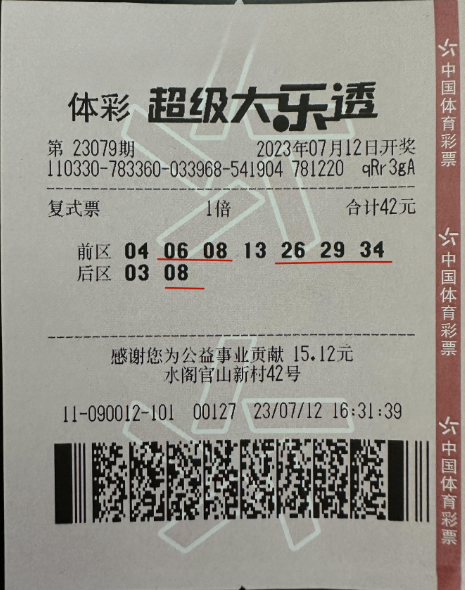 体彩 超级大乐透
第 23079期 2023年07月12日开奖
110330-783360-033968-541904 781220 qRr3gA
复式票 1倍 合计42元
前区 04 06 08 13 26 29 34
后区 03 08
感谢您为公益事业贡献 15.12元
水阁官山新村42号
11-090012-101 00127 23/07/12 16:31:39
中国体育彩票
中国体育彩票
中国体育彩票